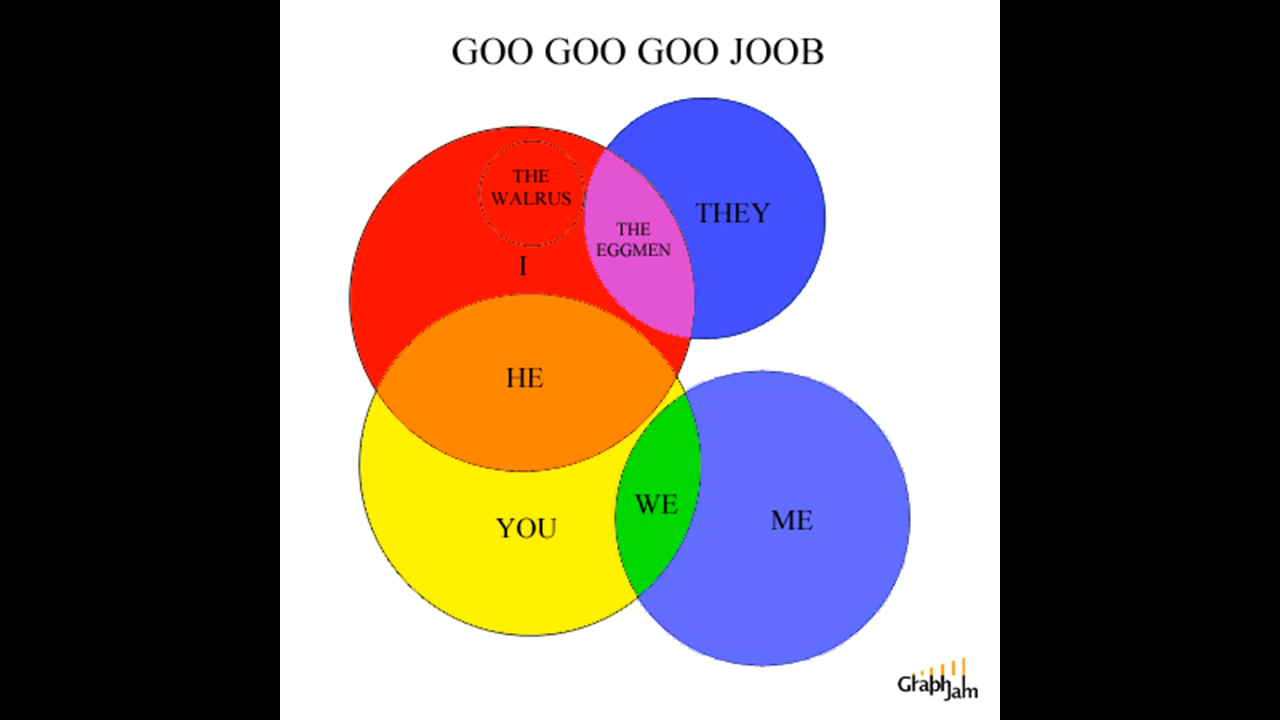 GOO GOO GOO JOOB
THE
WALRUS
THEY
THE
EGGMEN
I
HE
WE
YOU
ME
GraphJam